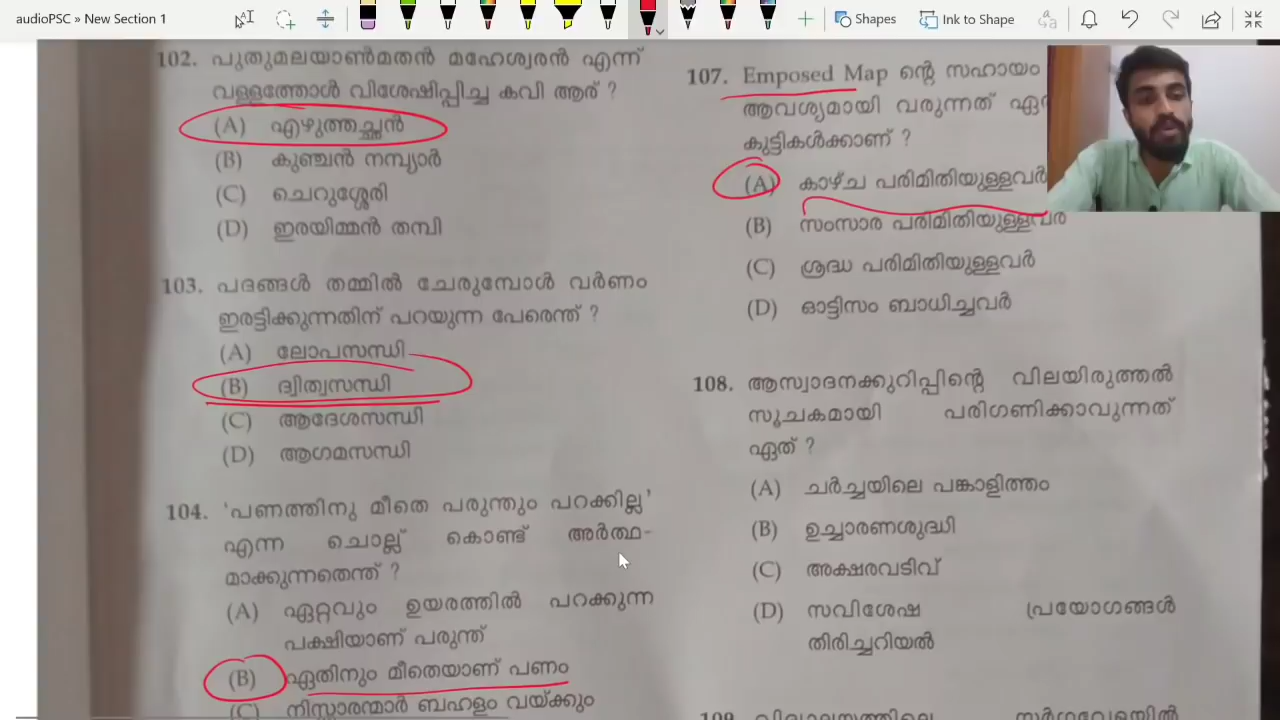 audioPSC » New Section 1
Shapes
Ink to Shape
102. പുതുമലയാൺമതൻ മഹേശ്വരൻ എന്ന്
വള്ളത്തോൾ വിശേഷിപ്പിച്ച കവി ആര് ?
(A) എഴുത്തച്ഛൻ
(B) കുഞ്ചൻ നമ്പ്യാർ
(C) ചെറുശ്ശേരി
(D) ഇരയിമ്മൻ തമ്പി
103. പദങ്ങൾ തമ്മിൽ ചേരുമ്പോൾ വർണം
ഇരട്ടിക്കുന്നതിന് പറയുന്ന പേരെന്ത് ?
(A) ലോപസന്ധി
(B) ദ്വിത്വസന്ധി
(C) ആദേശസന്ധി
(D) ആഗമസന്ധി
104. 'പണത്തിനു മീതെ പരുന്തും പറക്കില്ല'
എന്ന ചൊല്ല് കൊണ്ട് അർത്ഥ-
മാക്കുന്നതെന്ത് ?
(A) ഏറ്റവും ഉയരത്തിൽ പറക്കുന്ന
പക്ഷിയാണ് പരുന്ത്
(B) ഏതിനും മീതെയാണ് പണം
(C) നിസ്സാരന്മാർ ബഹളം വയ്ക്കും
107. Emposed Map ന്റെ സഹായം
ആവശ്യമായി വരുന്നത്
കുട്ടികൾക്കാണ് ?
(A) കാഴ്ച പരിമിതിയുള്ളവർ
(B) സംസാര പരിമിതിയുള്ളവർ
(C) ശ്രദ്ധ പരിമിതിയുള്ളവർ
(D) ഓട്ടിസം ബാധിച്ചവർ
108. ആസ്വാദനക്കുറിപ്പിന്റെ വിലയിരുത്തൽ
സൂചകമായി പരിഗണിക്കാവുന്നത്
ഏത് ?
(A) ചർച്ചയിലെ പങ്കാളിത്തം
(B) ഉച്ചാരണശുദ്ധി
(C) അക്ഷരവടിവ്
(D) സവിശേഷ പ്രയോഗങ്ങൾ
തിരിച്ചറിയൽ